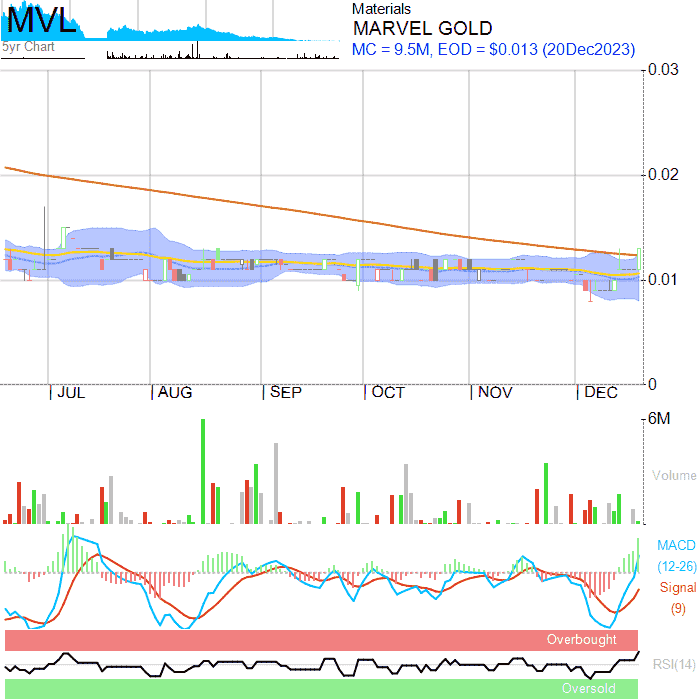 MVL
5yr Chart
Materials
MARVEL GOLD
MC = 9.5M, EOD = $0.013 (20Dec2023)
0.03
0.02
0.01
0
JUL AUG SEP OCT NOV DEC
6M
Volume
MACD
(12-26)
Signal
(9)
Overbought
RSI(14)
Oversold